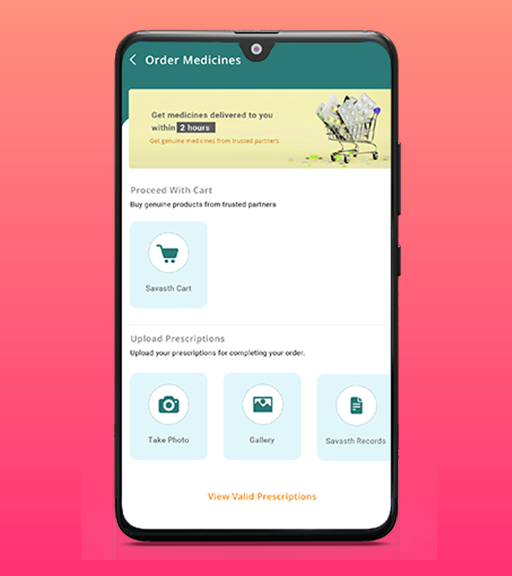 Order Medicines
Get medicines delivered to you
within 2 hours
Get genuine medicines from trusted partners
Proceed With Cart
Buy genuine products from trusted partners
Savasth Cart
Upload Prescriptions
Upload your prescriptions for completing your order.
Take Photo
Gallery
Savasth Records
View Valid Prescriptions